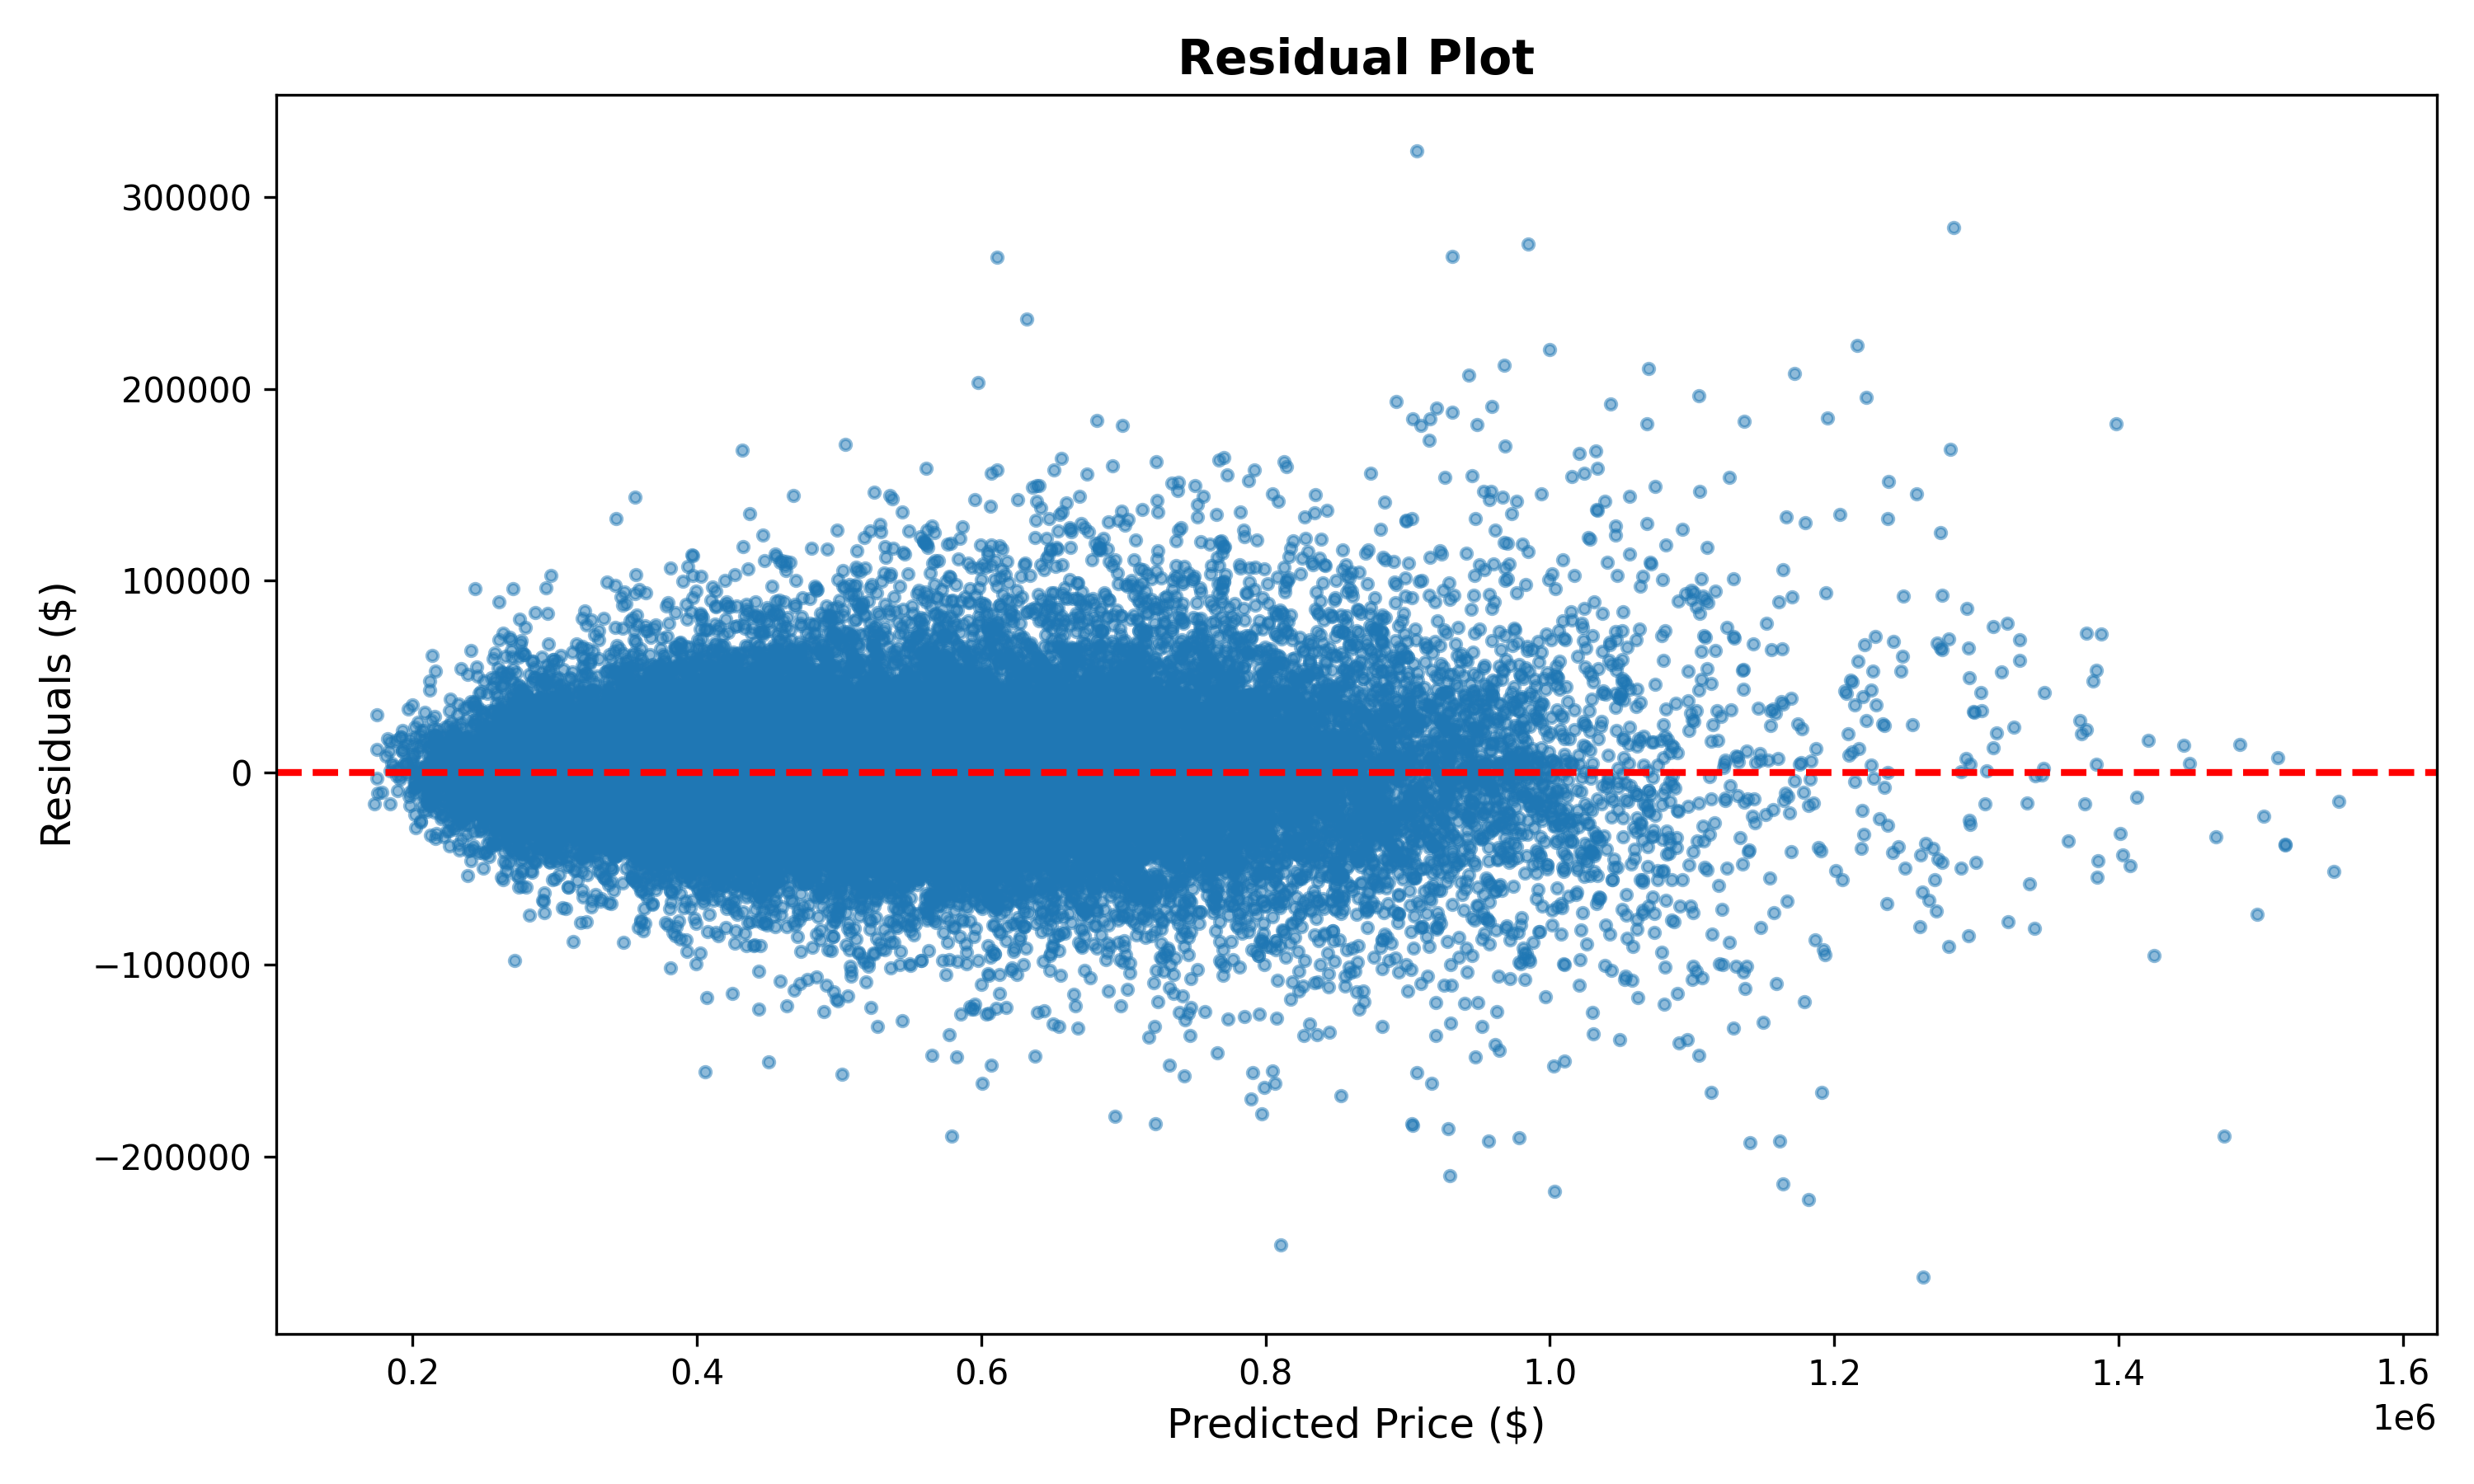 Residual Plot
Residuals ($)
300000
200000
100000
0
−100000
−200000
0.2 0.4 0.6 0.8 1.0 1.2 1.4 1.6
1e6
Predicted Price ($)